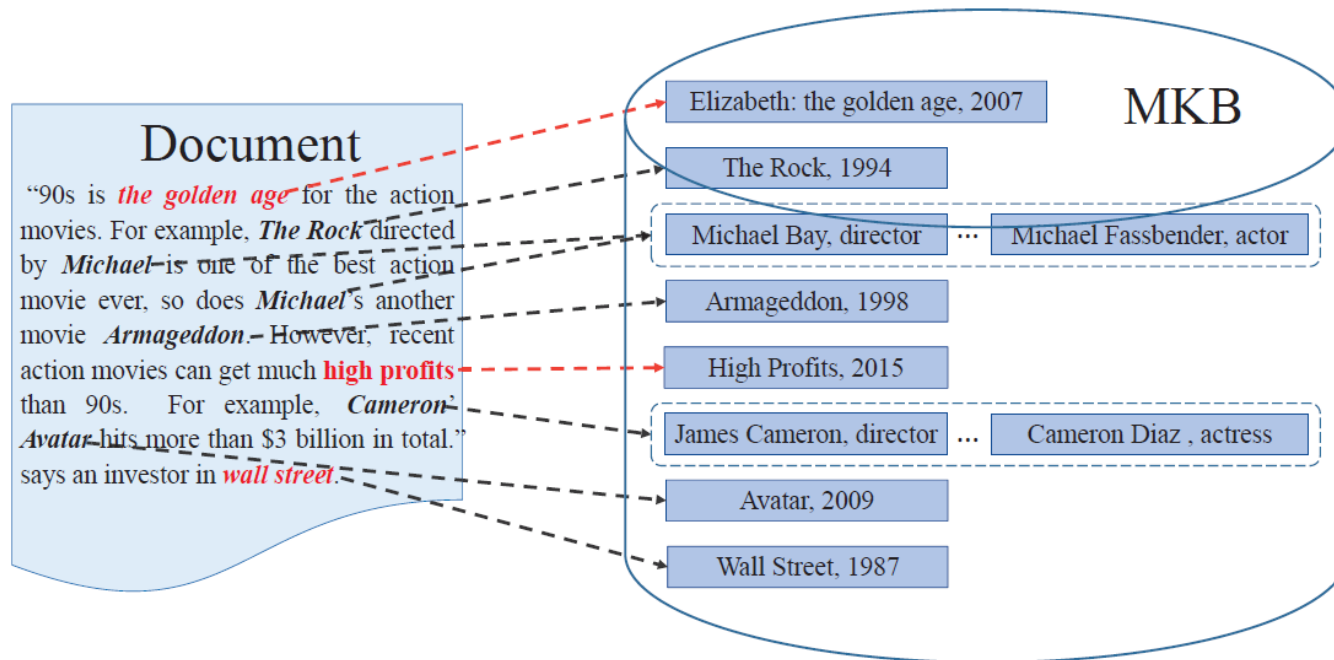 Document
“90s is the golden age for the action
movies. For example, The Rock directed
by Michael is one of the best action
movie ever, so does Michael’s another
movie Armageddon. However, recent
action movies can get much high profits
than 90s. For example, Cameron’
Avatar hits more than $3 billion in total.”
says an investor in wall street.
MKB
Elizabeth: the golden age, 2007
The Rock, 1994
Michael Bay, director ... Michael Fassbender, actor
Armageddon, 1998
High Profits, 2015
James Cameron, director ... Cameron Diaz , actress
Avatar, 2009
Wall Street, 1987